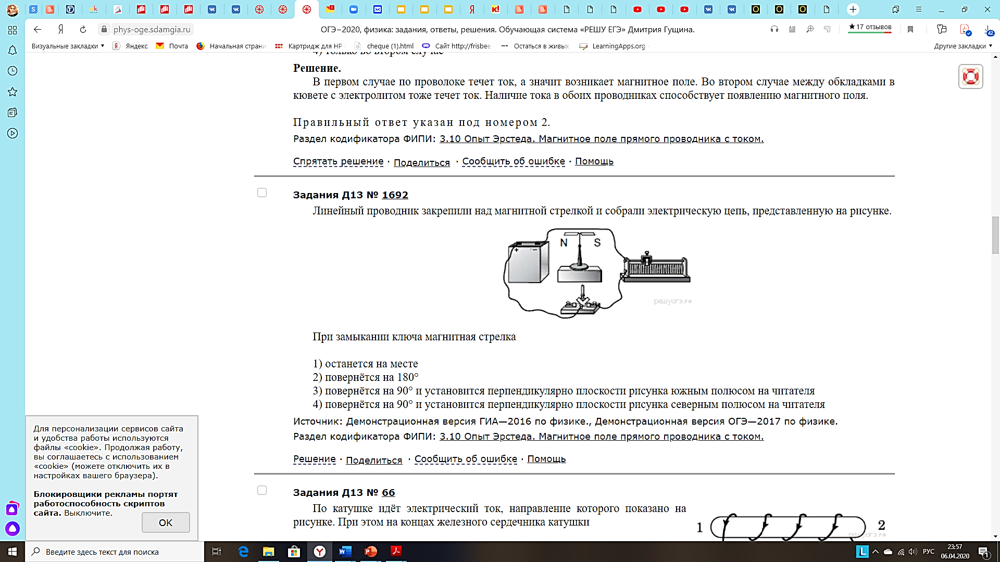 phys-oge.sdamgia.ru
ОГЭ−2020, физика: задания, ответы, решения. Обучающая система «РЕШУ ЕГЭ» Дмитрия Гущина.
★17 отзывов
42
Визуальные закладки ▾
Яндекс
Почта
Начальная страни
Картридж для HP
cheque (1).html
Сайт http://frisbee
Остаться в живых
LearningApps.org -
Другие закладки ▾
4) только во втором случае
Решение.
В первом случае по проволоке течет ток, а значит возникает магнитное поле. Во втором случае между обкладками в
кювете с электролитом тоже течет ток. Наличие тока в обоих проводниках способствует появлению магнитного поля.
Правильный ответ указан под номером 2.
Раздел кодификатора ФИПИ: 3.10 Опыт Эрстеда. Магнитное поле прямого проводника с током.
Спрятать решение · Поделиться · Сообщить об ошибке · Помощь
Задания Д13 № 1692
Линейный проводник закрепили над магнитной стрелкой и собрали электрическую цепь, представленную на рисунке.
N S
+ −
решуогэ.рф
При замыкании ключа магнитная стрелка
1) останется на месте
2) повернётся на 180°
3) повернётся на 90° и установится перпендикулярно плоскости рисунка южным полюсом на читателя
4) повернётся на 90° и установится перпендикулярно плоскости рисунка северным полюсом на читателя
Источник: Демонстрационная версия ГИА—2016 по физике., Демонстрационная версия ОГЭ—2017 по физике.
Раздел кодификатора ФИПИ: 3.10 Опыт Эрстеда. Магнитное поле прямого проводника с током.
Решение · Поделиться · Сообщить об ошибке · Помощь
Задания Д13 № 66
По катушке идёт электрический ток, направление которого показано на
рисунке. При этом на концах железного сердечника катушки
1 2
решуогэ.рф
Для персонализации сервисов сайта
и удобства работы используются
файлы «cookie». Продолжая работу,
вы соглашаетесь с использованием
«cookie» (можете отключить их в
настройках вашего браузера).
Блокировщики рекламы портят
работоспособность скриптов
сайта. Выключите.
OK
Введите здесь текст для поиска
РУС
23:57
06.04.2020
1